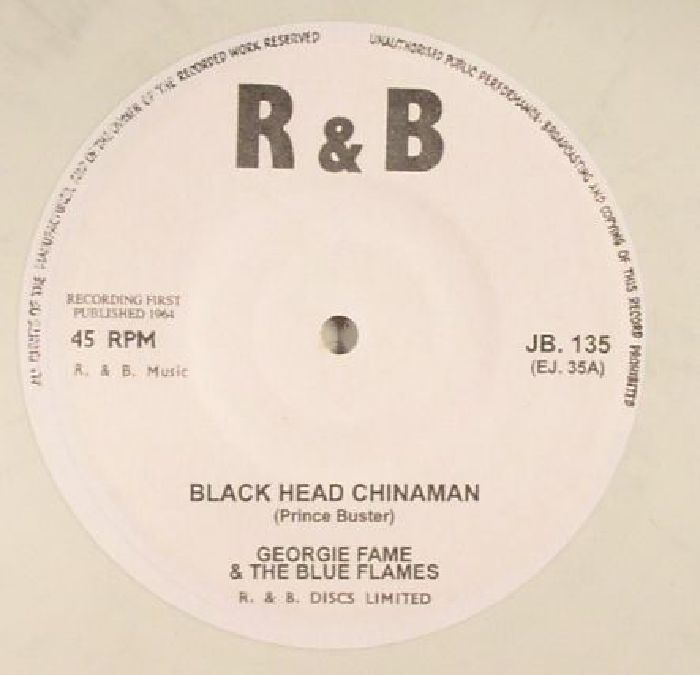 ALL RIGHTS OF THE MANUFACTURER AND OF THE OWNER OF THE RECORDED WORK RESERVED
UNAUTHORISED PUBLIC PERFORMANCE, BROADCASTING AND COPYING OF THIS RECORD PROHIBITED
R & B
RECORDING FIRST
PUBLISHED 1964
45 RPM
R. & B. Music
JB. 135
(EJ. 35A)
BLACK HEAD CHINAMAN
(Prince Buster)
GEORGIE FAME
& THE BLUE FLAMES
R. & B. DISCS LIMITED